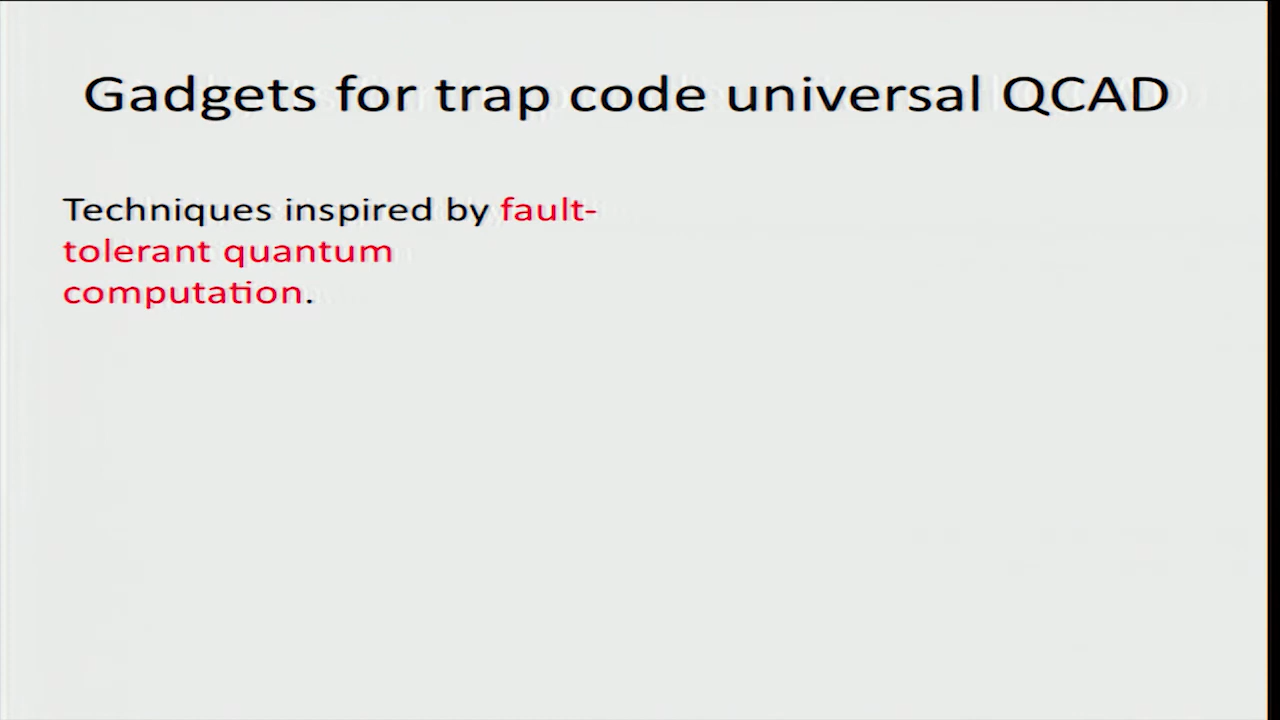 Gadgets for trap code universal QCAD
Techniques inspired by fault-
tolerant quantum
computation.